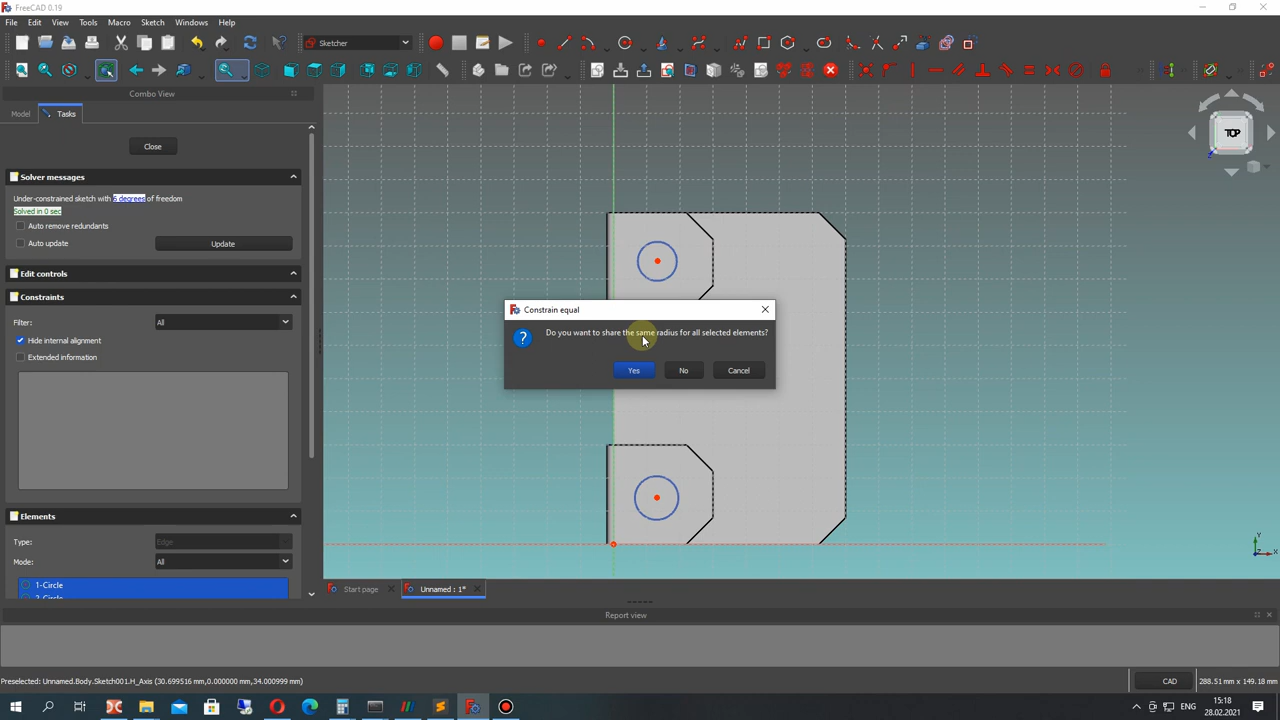 FreeCAD 0.19
File Edit View Tools Macro Sketch Windows Help
Sketcher
Combo View
Model Tasks
Close
Solver messages
Under-constrained sketch with 6 degrees of freedom
Solved in 0 sec
Auto remove redundants
Auto update
Update
Edit controls
Constraints
Filter: All
Hide internal alignment
Extended information
Elements
Type: Edge
Mode: All
1-Circle
2-Circle
TOP
Z
Constrain equal
Do you want to share the same radius for all selected elements?
Yes No Cancel
Y
X
Start page Unnamed : 1*
Report view
Preselected: Unnamed.Body.Sketch001.H_Axis (30.699516 mm,0.000000 mm,34.000999 mm)
CAD 288.51 mm x 149.18 mm
ENG
15:18
28.02.2021